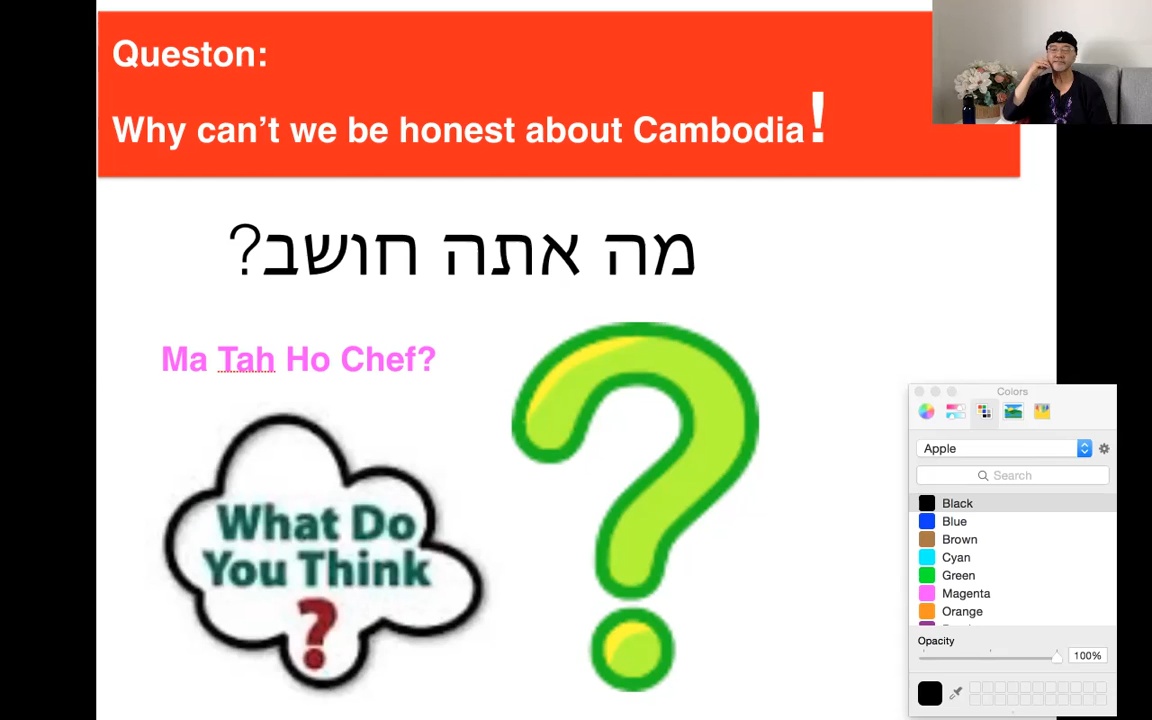 Queston:
Why can't we be honest about Cambodia!
מה אתה חושב?
Ma Tah Ho Chef?
What Do
You Think
?
Colors
Apple
Search
Black
Blue
Brown
Cyan
Green
Magenta
Orange
Opacity
100%